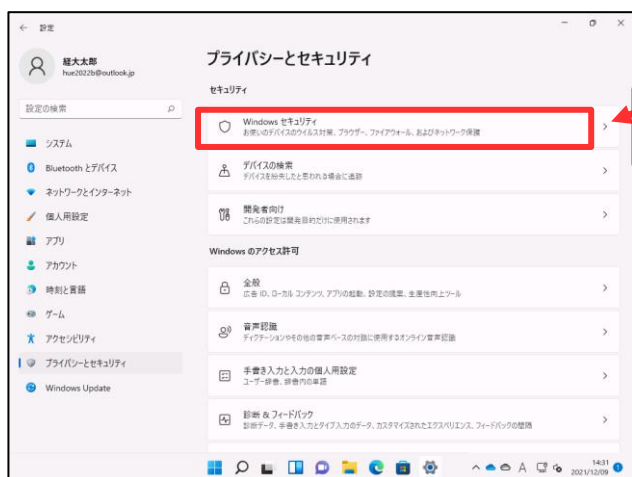 設定
経太太郎
hue2022b@outlook.jp
設定の検索
システム
Bluetooth とデバイス
ネットワークとインターネット
個人用設定
アプリ
アカウント
時刻と言語
ゲーム
アクセシビリティ
プライバシーとセキュリティ
Windows Update
プライバシーとセキュリティ
セキュリティ
Windows セキュリティ
お使いのデバイスのウイルス対策、ブラウザー、ファイアウォール、およびネットワーク保護
デバイスの検索
デバイスを紛失したと思われる場合に追跡
開発者向け
これらの設定は開発目的だけに使用されます
Windows のアクセス許可
全般
広告 ID、ローカル コンテンツ、アプリの起動、設定の提案、生産性向上ツール
音声認識
ディクテーションやその他の音声ベースの対話に使用するオンライン音声認識
手書き入力と入力の個人用設定
ユーザー辞書、辞書内の単語
診断 & フィードバック
診断データ、手書き入力とタイプ入力のデータ、カスタマイズされたエクスペリエンス、フィードバックの間隔
A
14:31
2021/12/09
1